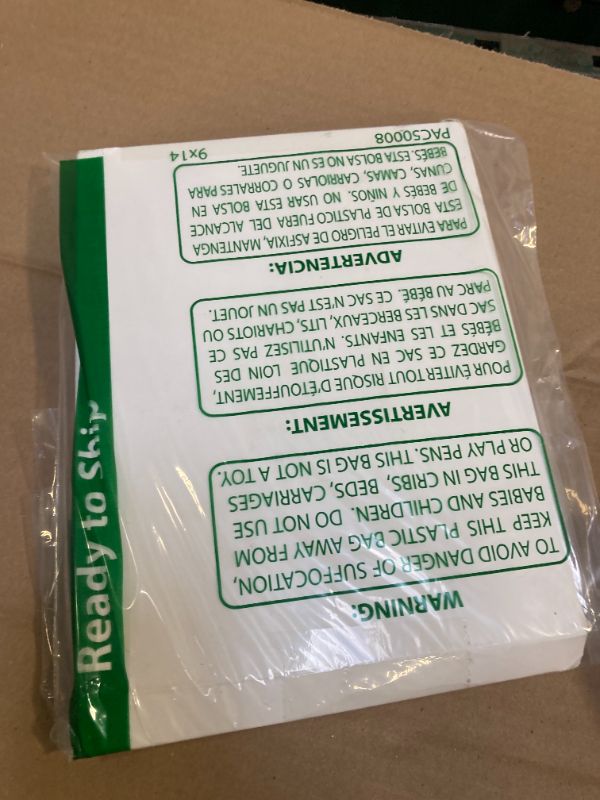 WARNING:
TO AVOID DANGER OF SUFFOCATION,
KEEP THIS PLASTIC BAG AWAY FROM
BABIES AND CHILDREN. DO NOT USE
THIS BAG IN CRIBS. BEDS, CARRIAGES
OR PLAY PENS. THIS BAG IS NOT A TOY.
AVERTISSEMENT:
POUR ÉVITER TOUT RISQUE D'ÉTOUFFEMENT,
GARDEZ CE SAC EN PLASTIQUE LOIN DES
BÉBÉS ET LES ENFANTS. N'UTILISEZ PAS CE
SAC DANS LES BERCEAUX, LITS, CHARIOTS OU
PARC AU BÉBÉ. CE SAC N'EST PAS UN JOUET.
ADVERTENCIA:
PARA EVITAR EL PELIGRO DE ASFIXIA, MANTENGA
ESTA BOLSA DE PLASTICO FUERA DEL ALCANCE
DE BEBÉS Y NIÑOS. NO USAR ESTA BOLSA EN
CUNAS, CAMAS, CARRIOLAS O CORRALES PARA
BEBÉS. ESTA BOLSA NO ES UN JUGUETE.
PAC50008 9x14
Ready to Ship